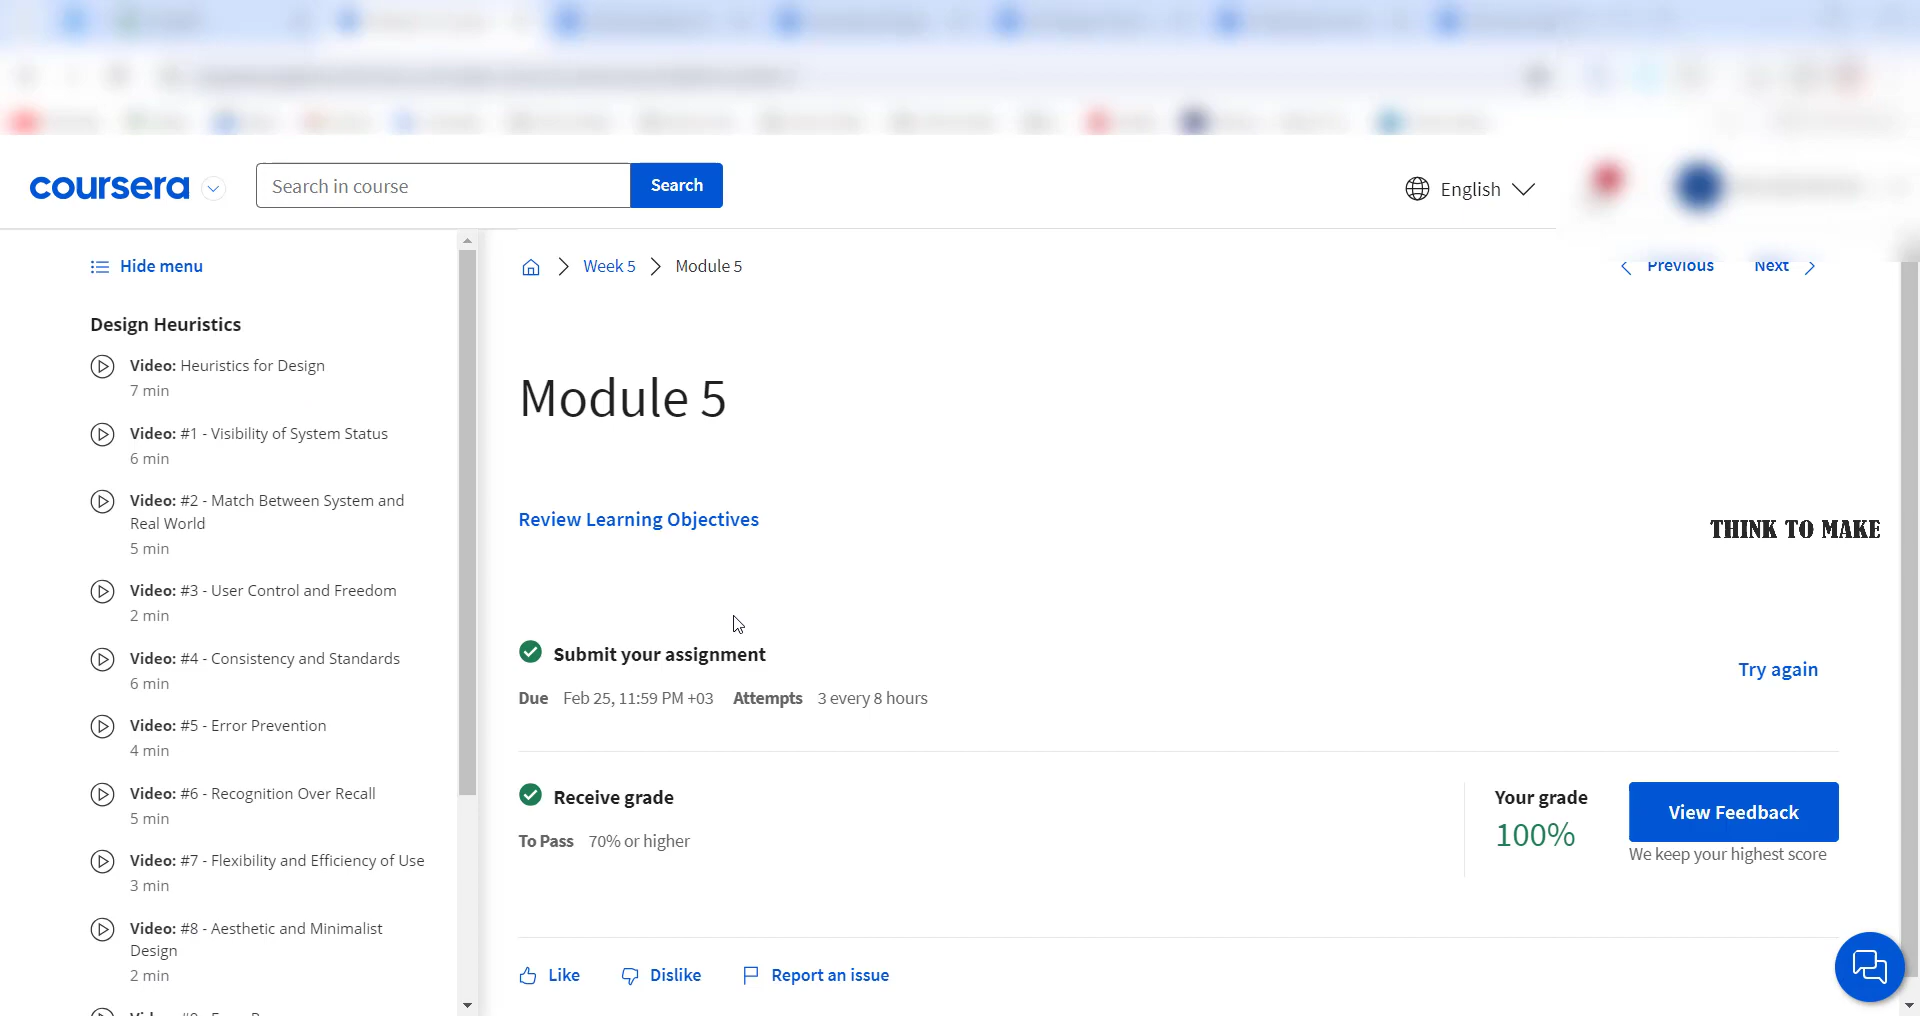 coursera
Search in course
Search
English
Hide menu
Week 5
Module 5
Previous
Next
Design Heuristics
Video: Heuristics for Design
7 min
Video: #1 - Visibility of System Status
6 min
Video: #2 - Match Between System and
Real World
5 min
Video: #3 - User Control and Freedom
2 min
Video: #4 - Consistency and Standards
6 min
Video: #5 - Error Prevention
4 min
Video: #6 - Recognition Over Recall
5 min
Video: #7 - Flexibility and Efficiency of Use
3 min
Video: #8 - Aesthetic and Minimalist
Design
2 min
Module 5
Review Learning Objectives
THINK TO MAKE
Submit your assignment
Try again
Due Feb 25, 11:59 PM +03 Attempts 3 every 8 hours
Receive grade
To Pass 70% or higher
Your grade
100%
View Feedback
We keep your highest score
Like
Dislike
Report an issue